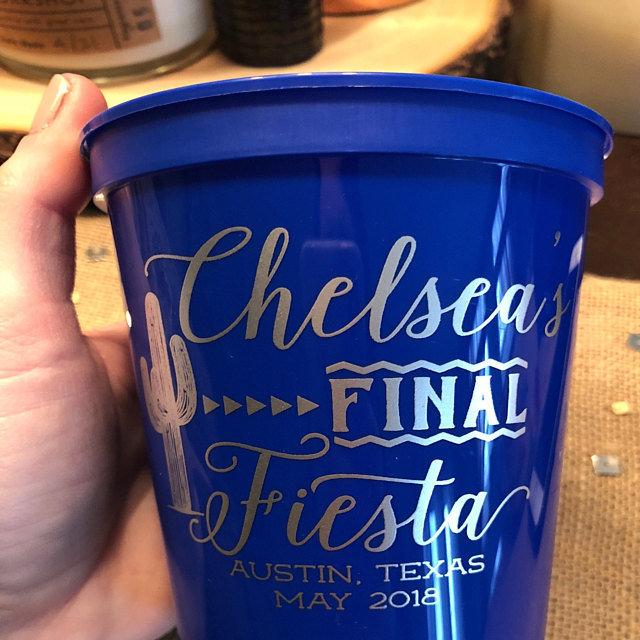 Chelsea's
FINAL
Fiesta
AUSTIN, TEXAS
MAY 2018